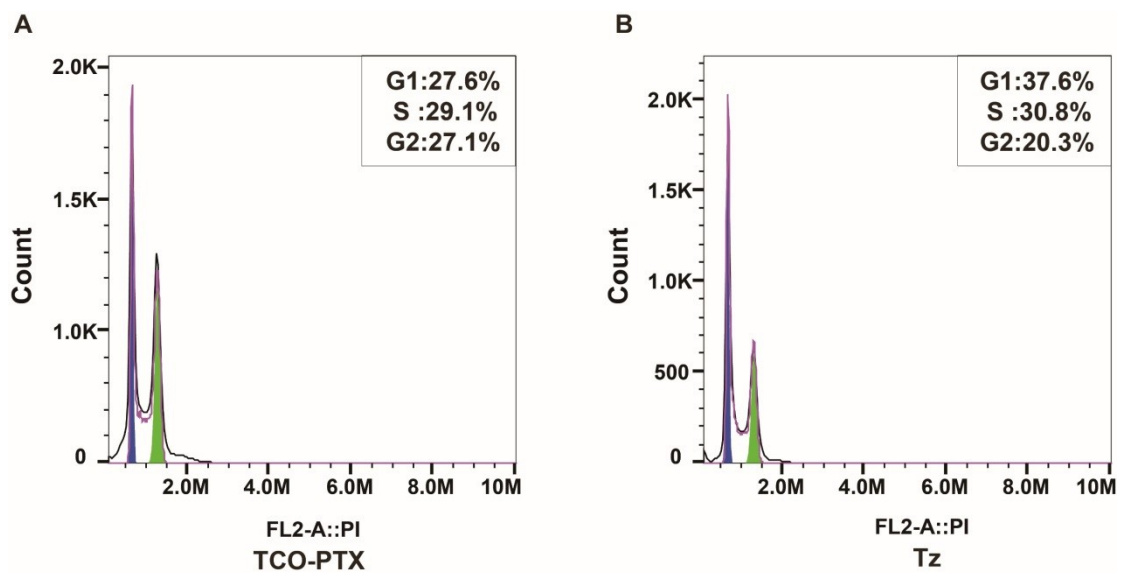 A
2.0K
1.5K
1.0K
0
Count
G1:27.6%
S :29.1%
G2:27.1%
2.0M 4.0M 6.0M 8.0M 10M
FL2-A::PI
TCO-PTX
B
2.0K
1.5K
1.0K
500
0
Count
G1:37.6%
S :30.8%
G2:20.3%
2.0M 4.0M 6.0M 8.0M 10M
FL2-A::PI
Tz